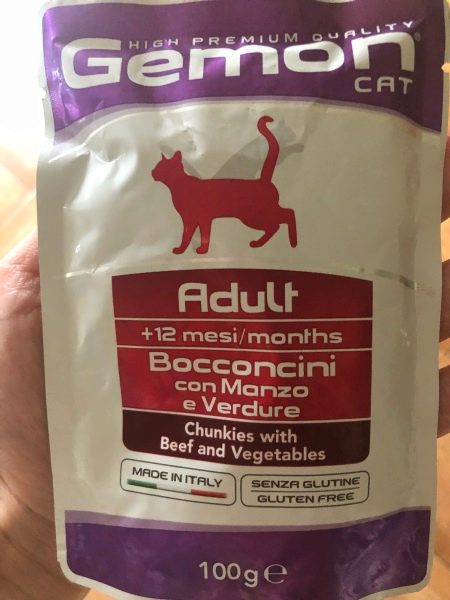 HIGH PREMIUM QUALITY
Gemon®
CAT
Adult
+12 mesi/months
Bocconcini
con Manzo
e Verdure
Chunkies with
Beef and Vegetables
MADE IN ITALY
SENZA GLUTINE
GLUTEN FREE
100g℮